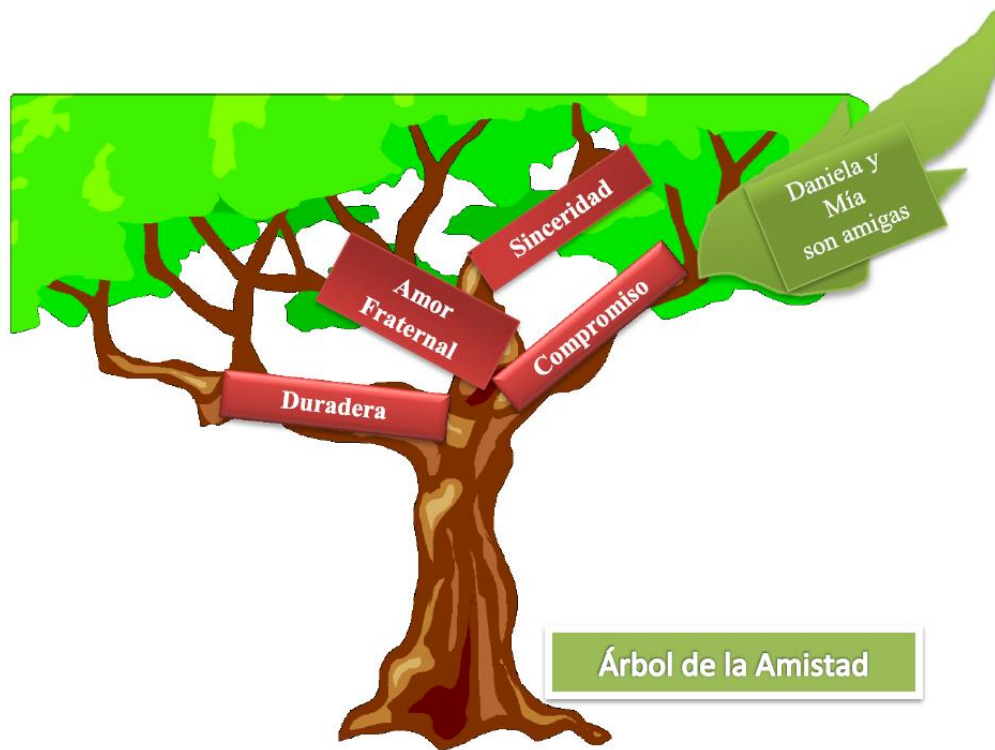 Daniela y
Mía
son amigas
Sinceridad
Amor
Fraternal
Compromiso
Duradera
Árbol de la Amistad